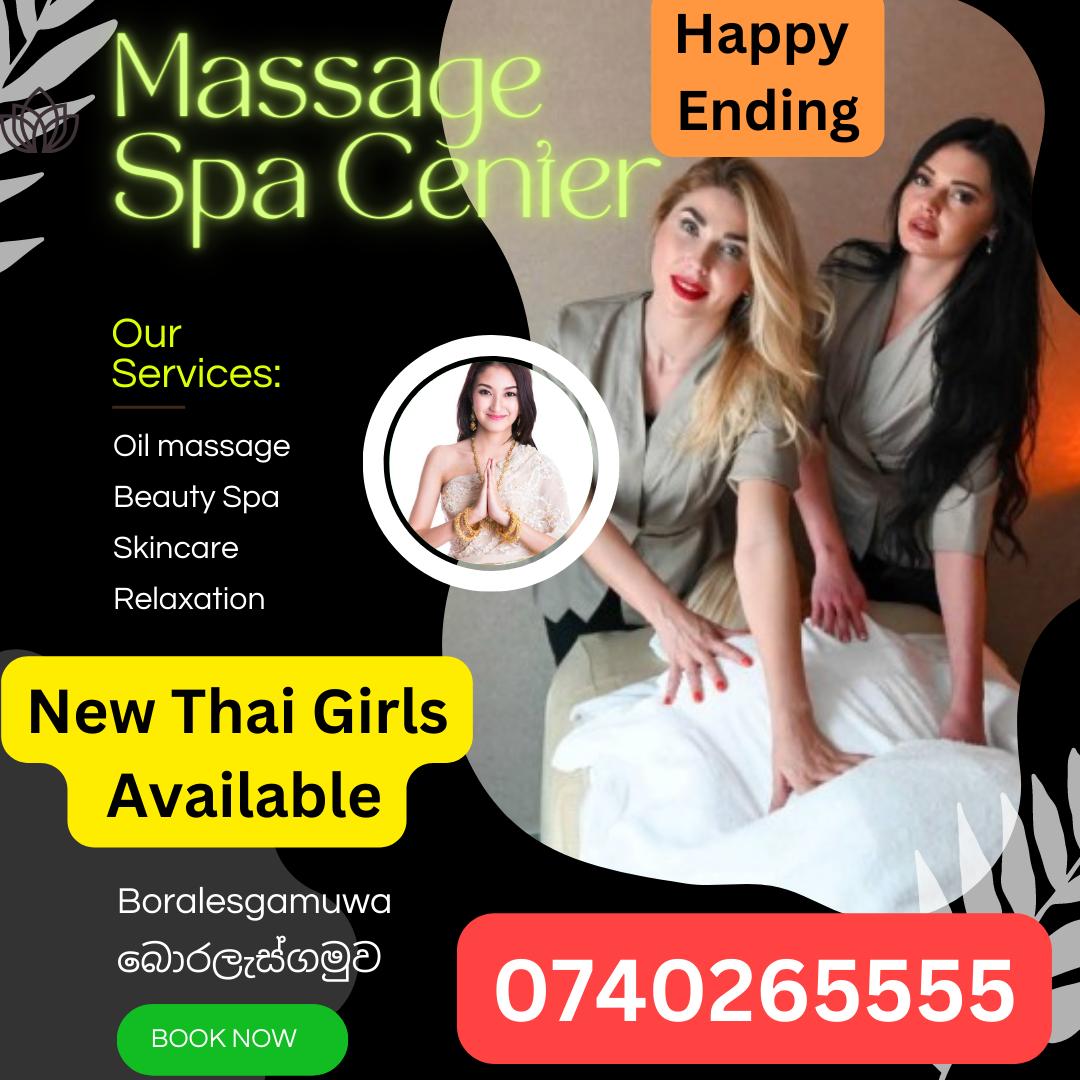 Massage
Spa Center
Happy
Ending
Our
Services:
Oil massage
Beauty Spa
Skincare
Relaxation
New Thai Girls
Available
Boralesgamuwa
බොරලැස්ගමුව
BOOK NOW
0740265555